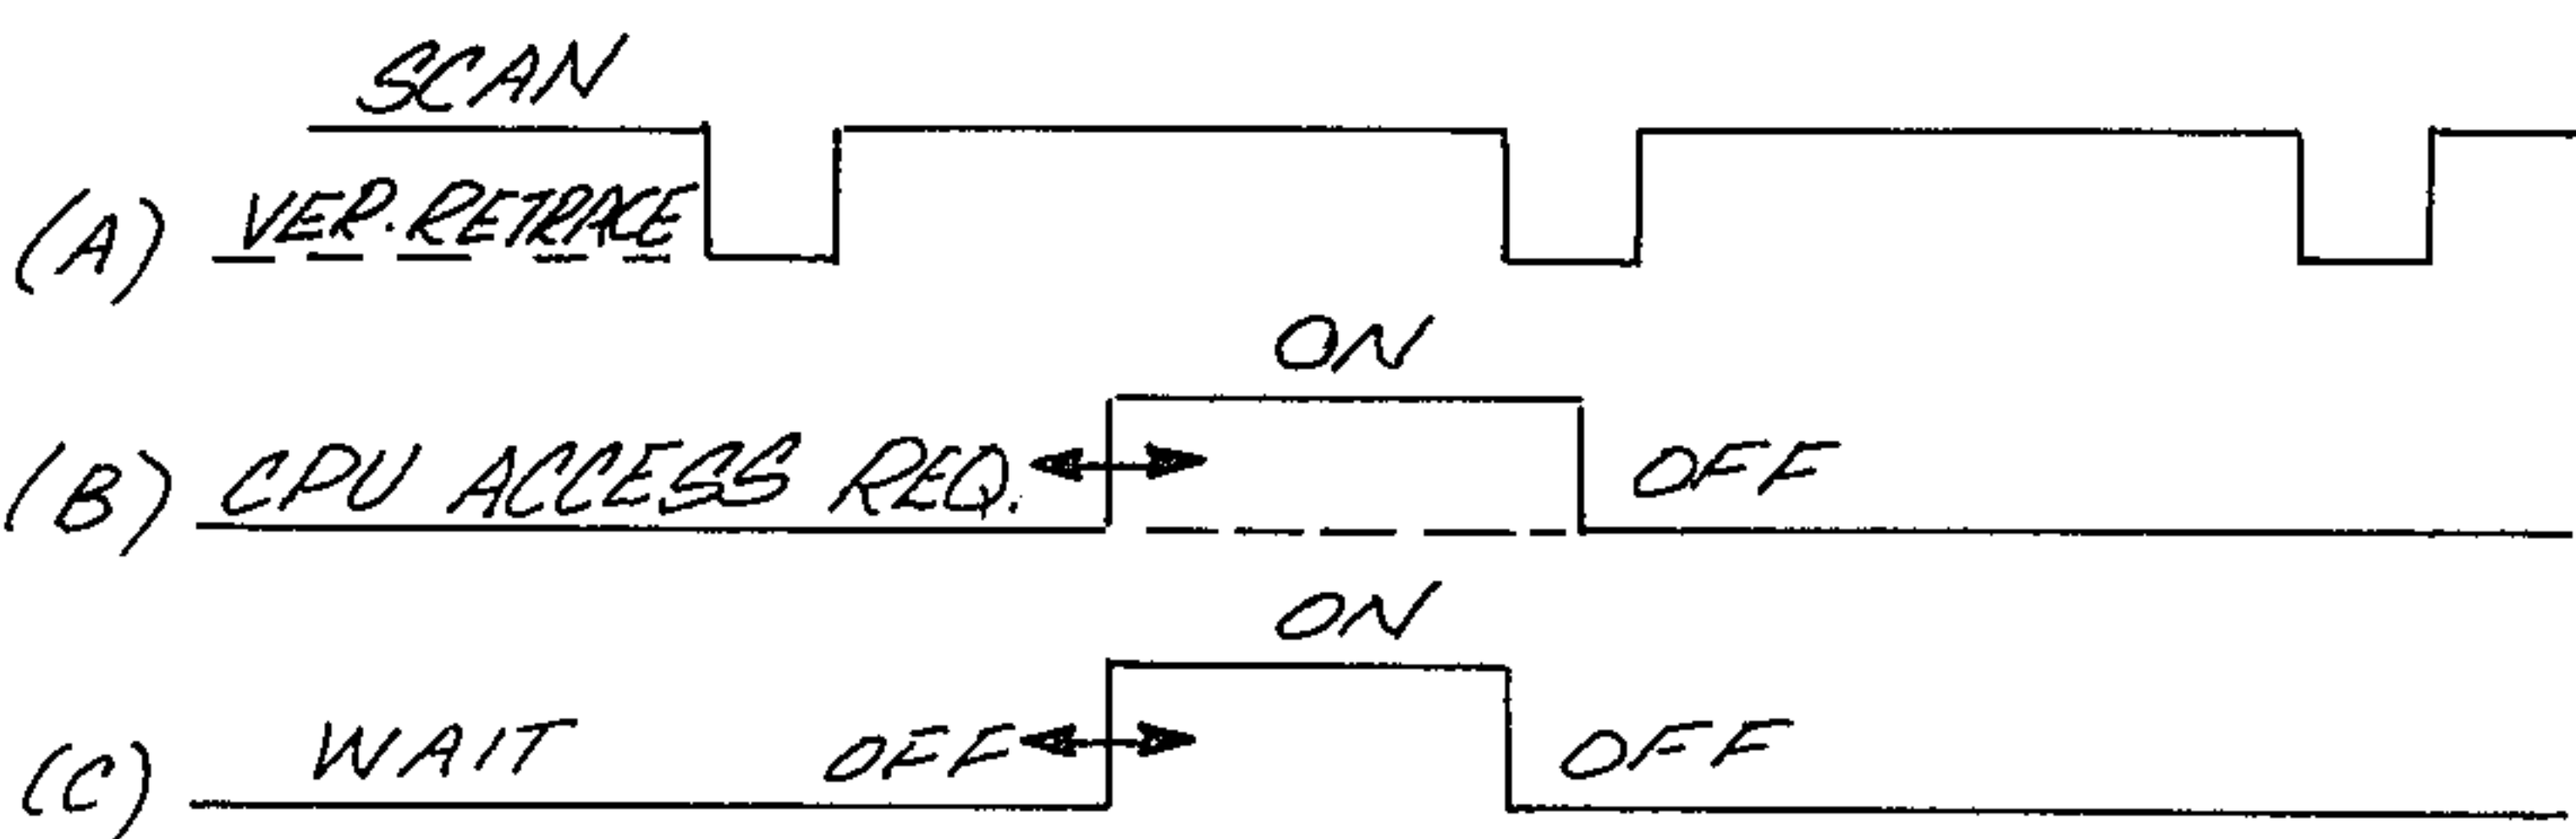 SCAN
(A) VER. RETRACE
ON
(B) CPU ACCESS REQ. OFF
ON
(C) WAIT OFF OFF